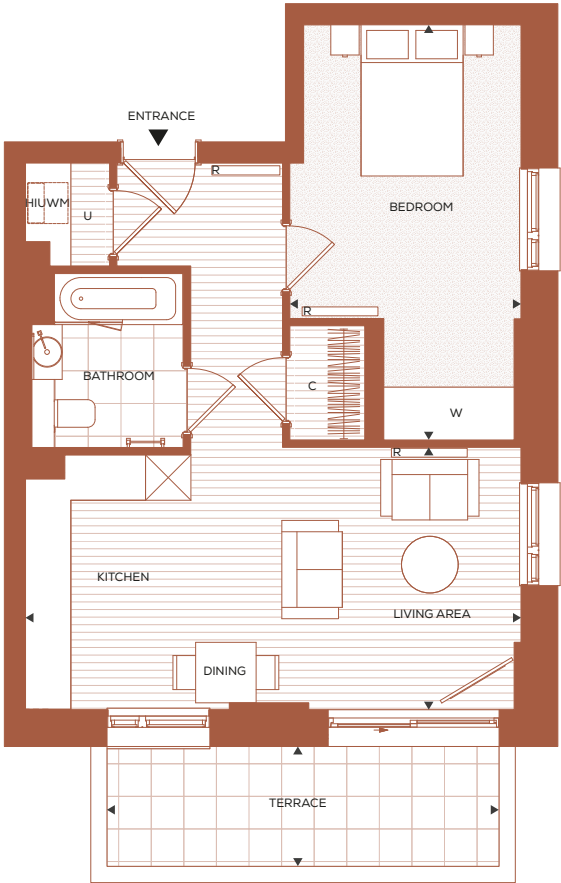 ENTRANCE
R
HIUWM
U
BEDROOM
R
BATHROOM
C
W
R
KITCHEN
LIVING AREA
DINING
TERRACE